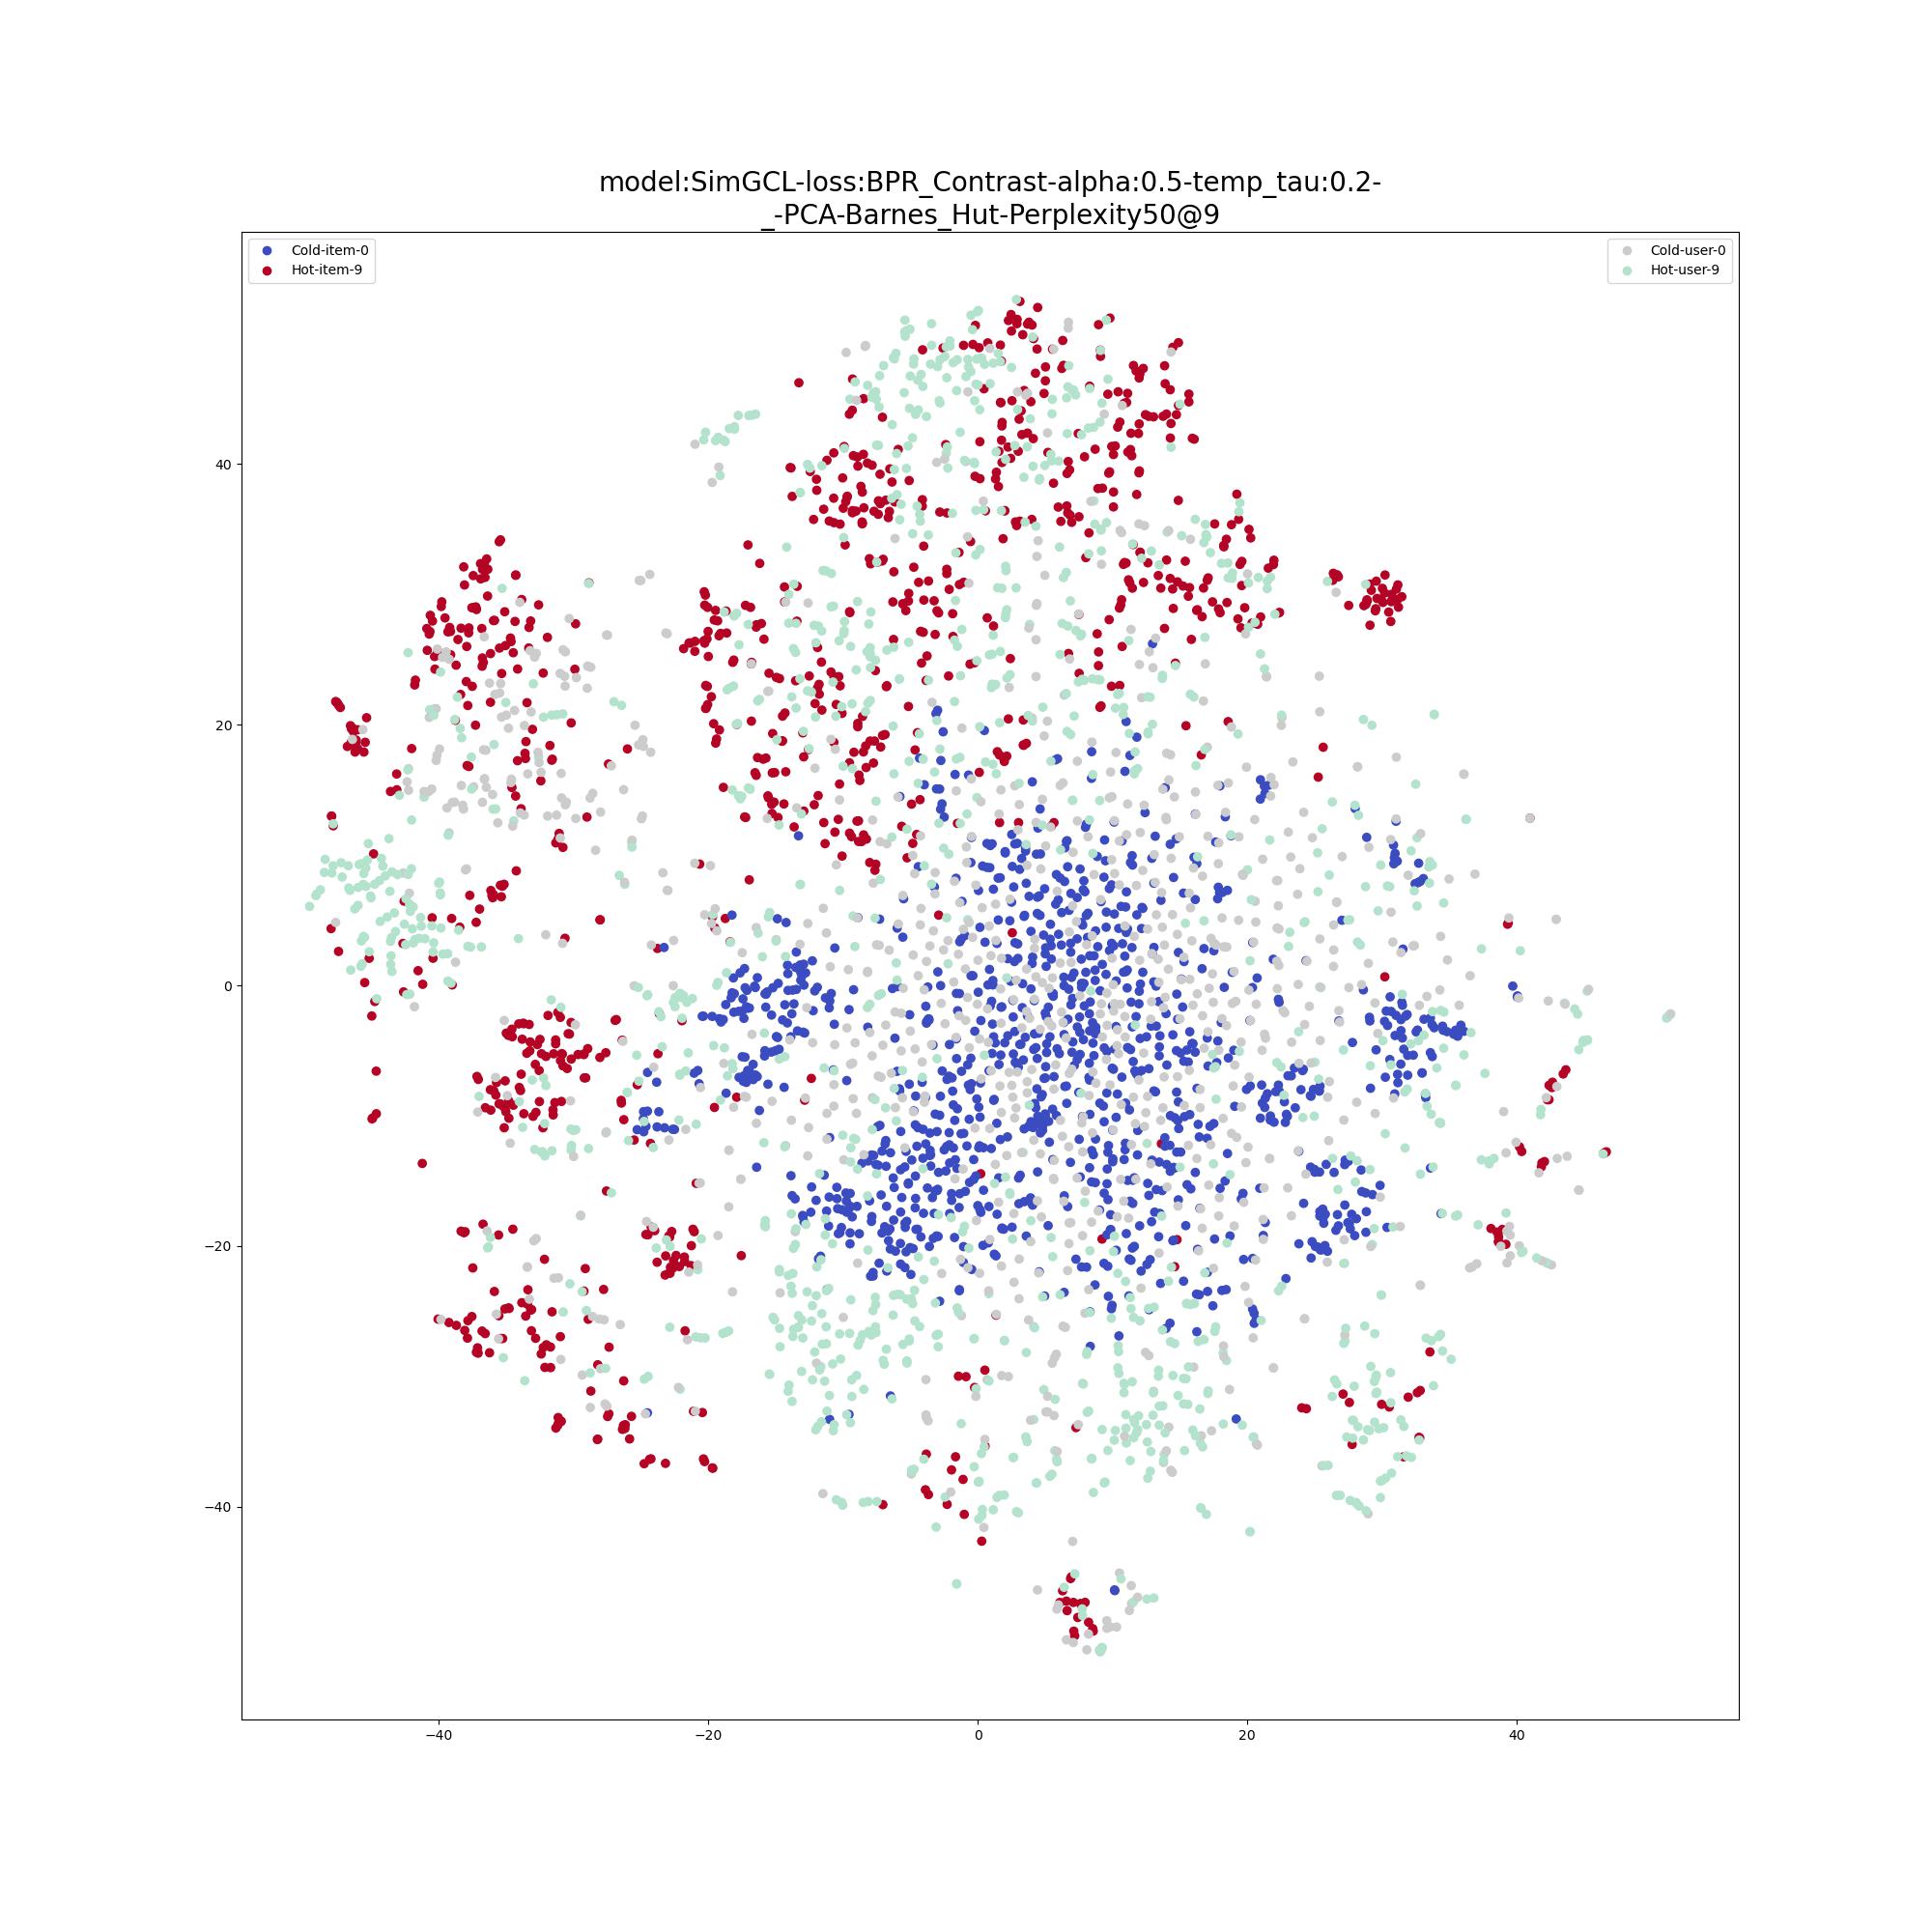 model:SimGCL-loss:BPR_Contrast-alpha:0.5-temp_tau:0.2-
_-PCA-Barnes_Hut-Perplexity50@9
Cold-item-0
Hot-item-9
Cold-user-0
Hot-user-9
40
20
0
−20
−40
−40
−20
0
20
40